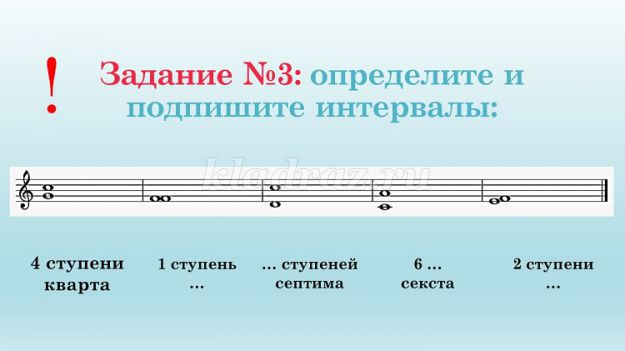 !
Задание №3: определите и
подпишите интервалы:
kladraz.ru
4 ступени
кварта
1 ступень
...
... ступеней
септима
6 ...
секста
2 ступени
...